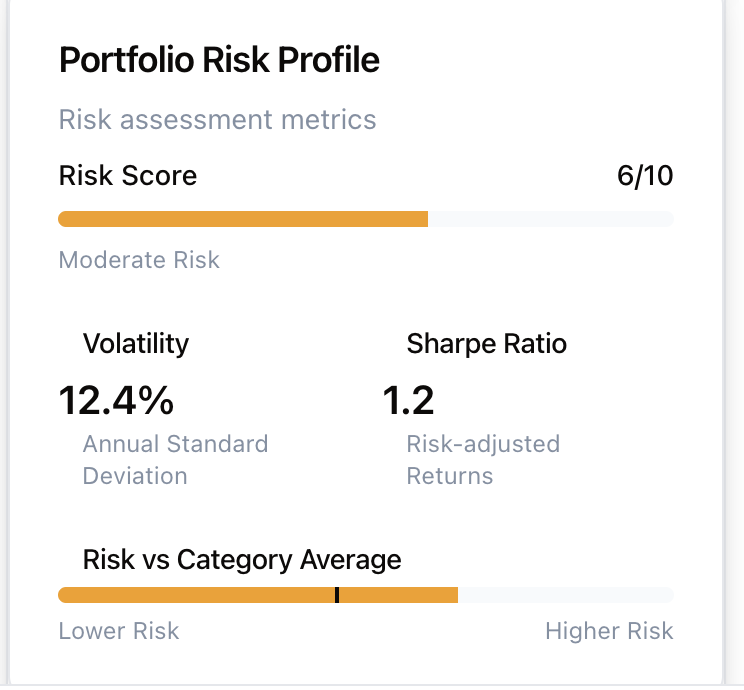 Portfolio Risk Profile
Risk assessment metrics
Risk Score 6/10
Moderate Risk
Volatility
12.4%
Annual Standard
Deviation
Sharpe Ratio
1.2
Risk-adjusted
Returns
Risk vs Category Average
Lower Risk Higher Risk